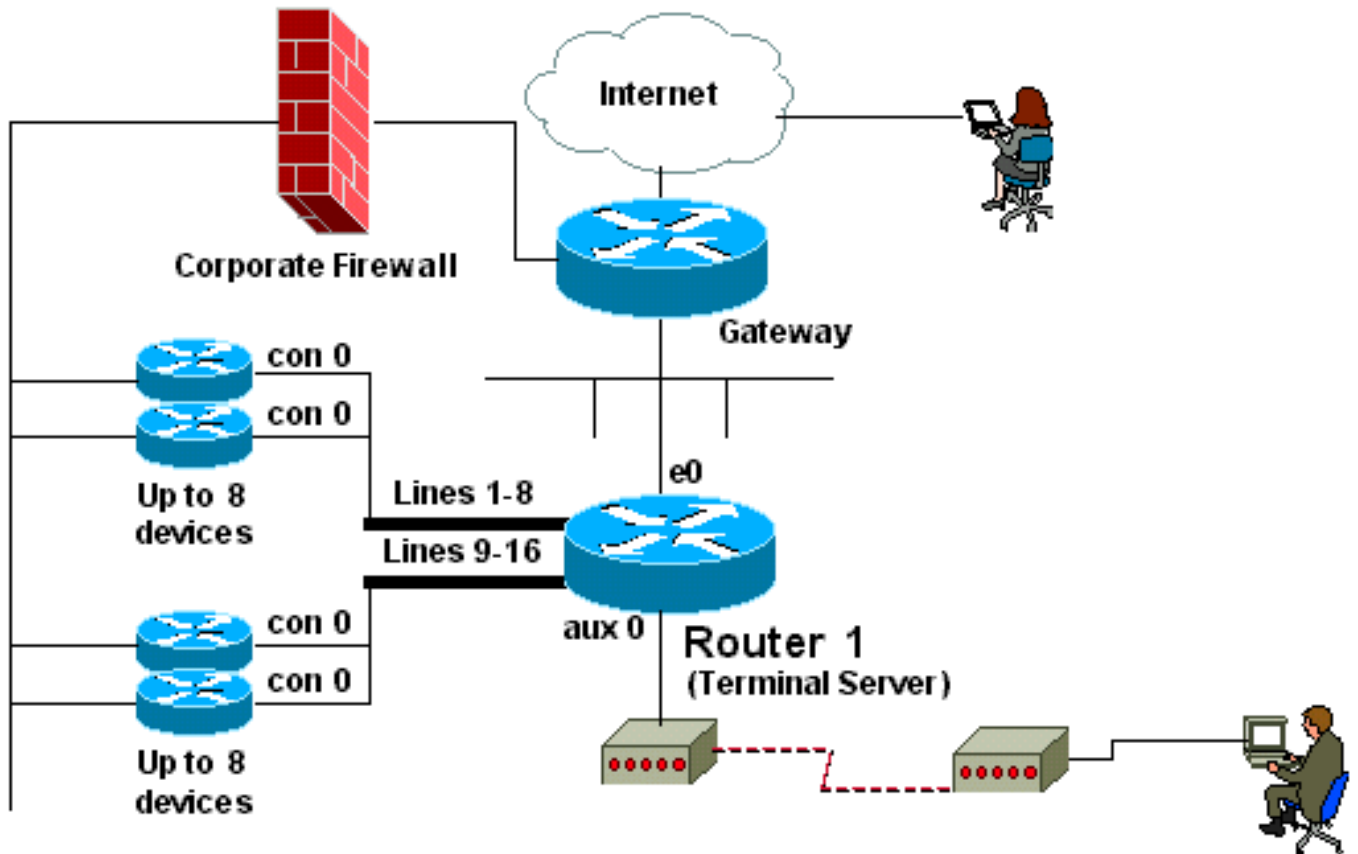 Internet
Corporate Firewall
Gateway
con 0
con 0
Up to 8
devices
e0
Lines 1-8
Lines 9-16
aux 0
Router 1
(Terminal Server)
con 0
con 0
Up to 8
devices